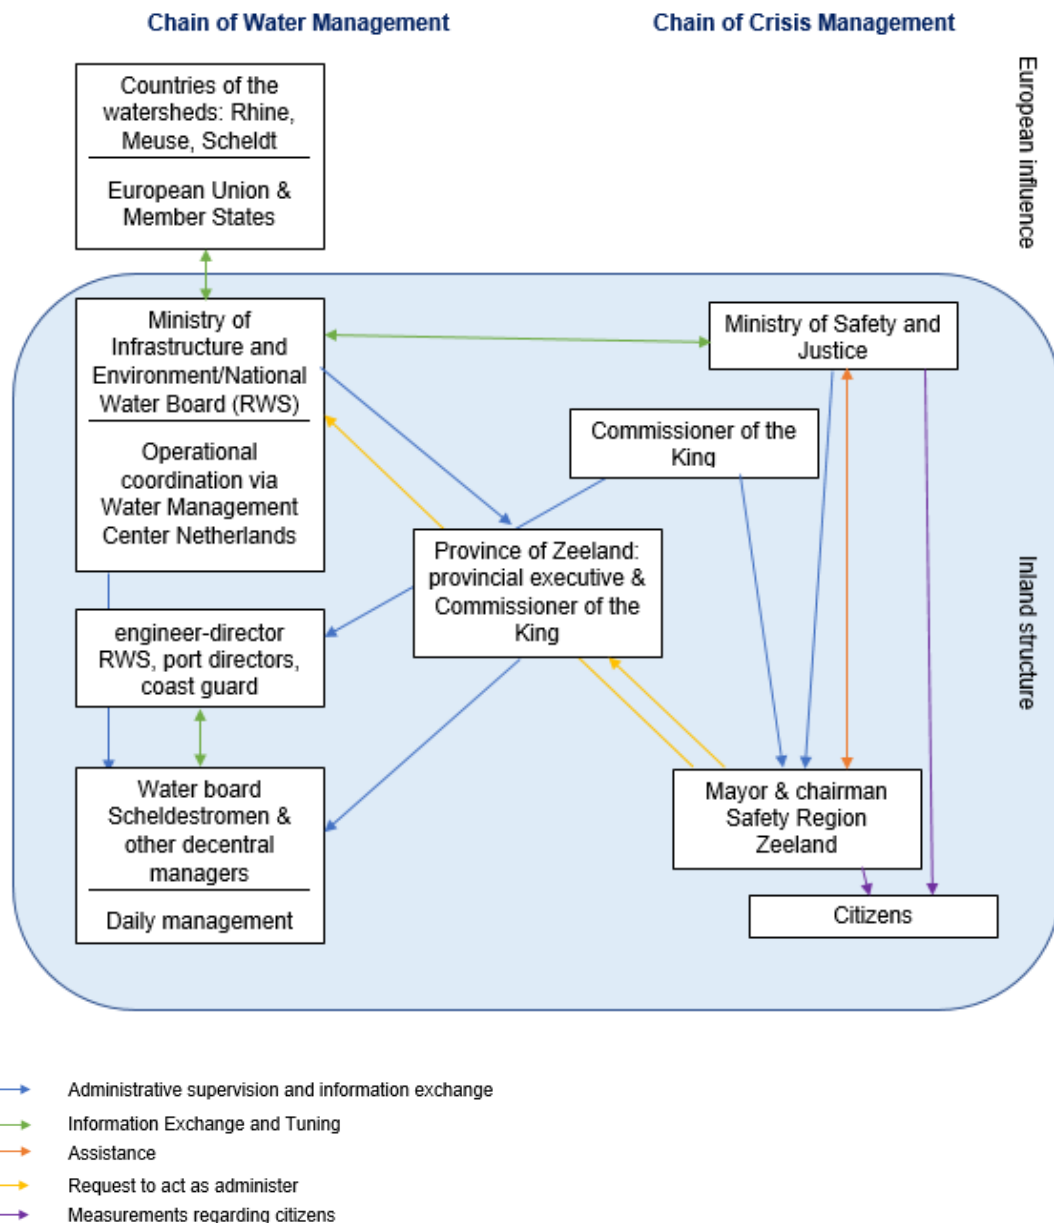 Chain of Water Management
Chain of Crisis Management
European influence
Countries of the
watersheds: Rhine,
Meuse, Scheldt
European Union &
Member States
Ministry of
Infrastructure and
Environment/National
Water Board (RWS)
Operational
coordination via
Water Management
Center Netherlands
Ministry of Safety and
Justice
Commissioner of the
King
Province of Zeeland:
provincial executive &
Commissioner of the
King
Inland structure
engineer-director
RWS, port directors,
coast guard
Water board
Scheldestromen &
other decentral
managers
Daily management
Mayor & chairman
Safety Region
Zeeland
Citizens
Administrative supervision and information exchange
Information Exchange and Tuning
Assistance
Request to act as administer
Measurements regarding citizens